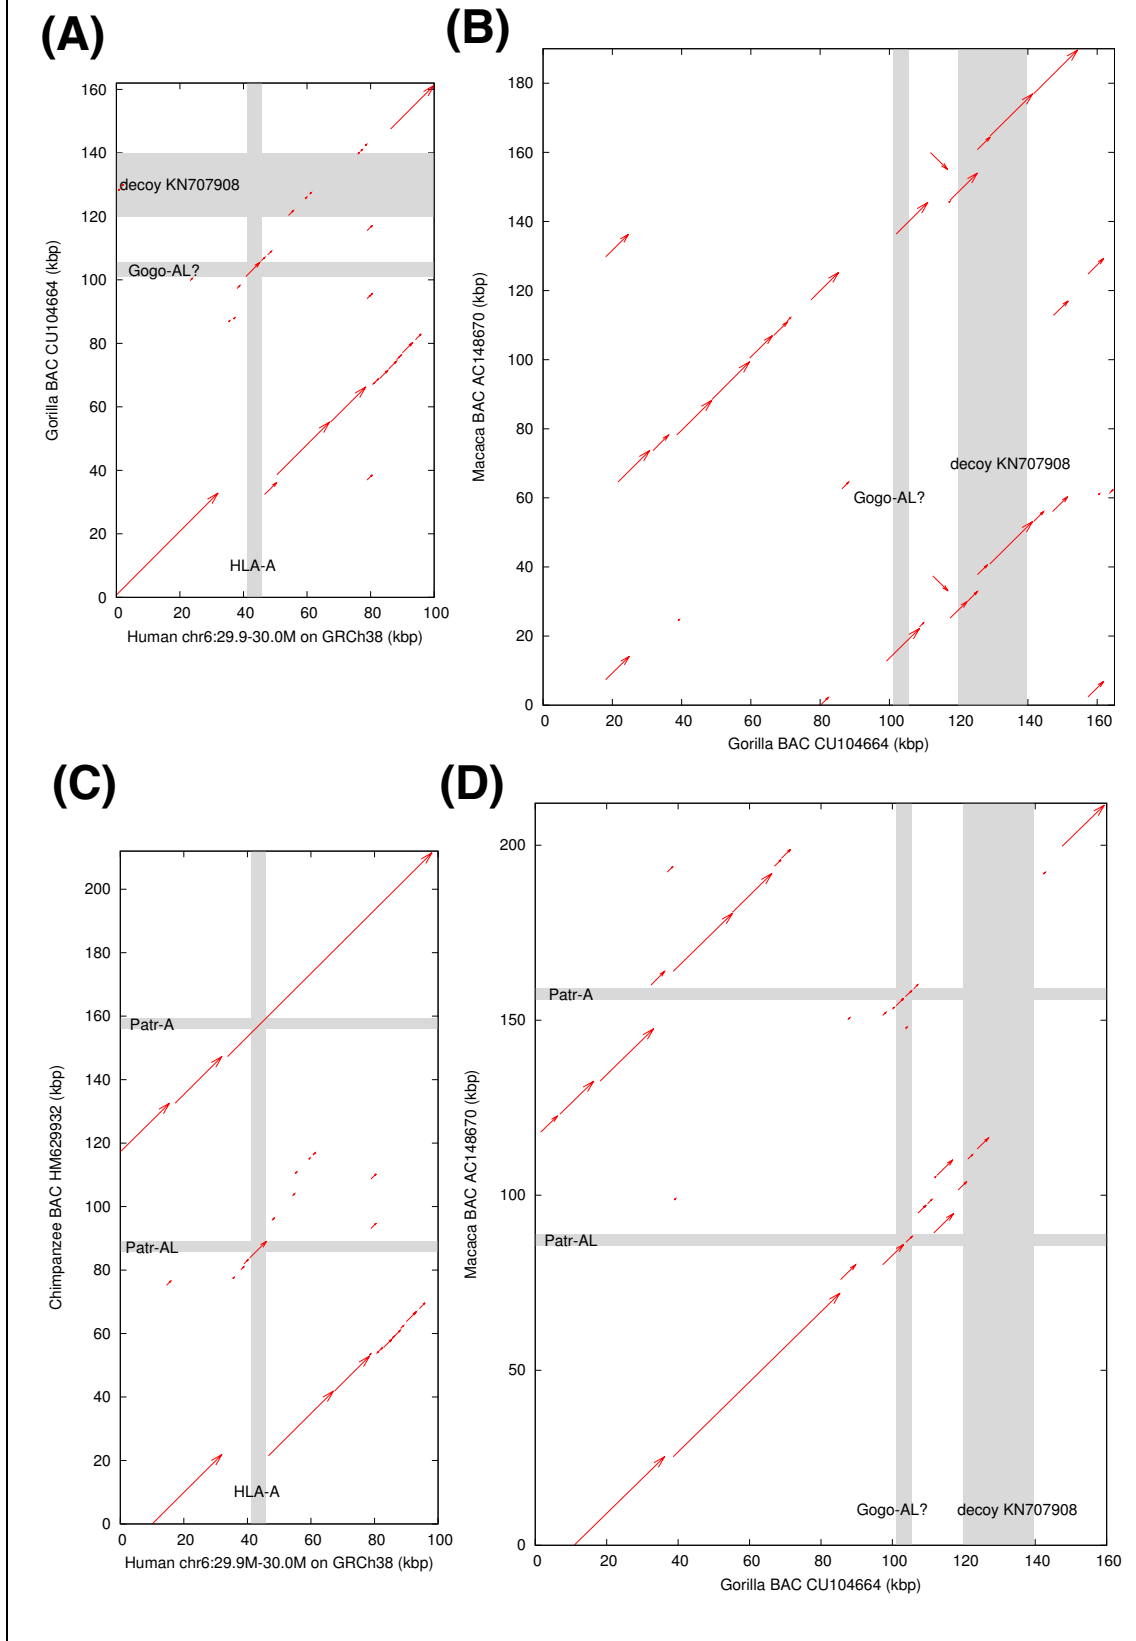 (A)
160
140
120
100
80
60
40
20
0
Gorilla BAC CU104664 (kbp)
decoy KN707908
Gogo-AL?
HLA-A
0 20 40 60 80 100
Human chr6:29.9-30.0M on GRCh38 (kbp)
(B)
180
160
140
120
100
80
60
40
20
0
Macaca BAC AC148670 (kbp)
decoy KN707908
Gogo-AL?
0 20 40 60 80 100 120 140 160
Gorilla BAC CU104664 (kbp)
(C)
200
180
160
140
120
100
80
60
40
20
0
Chimpanzee BAC HM629932 (kbp)
Patr-A
Patr-AL
HLA-A
0 20 40 60 80 100
Human chr6:29.9M-30.0M on GRCh38 (kbp)
(D)
200
150
100
50
0
Macaca BAC AC148670 (kbp)
Patr-A
Patr-AL
Gogo-AL? decoy KN707908
0 20 40 60 80 100 120 140 160
Gorilla BAC CU104664 (kbp)